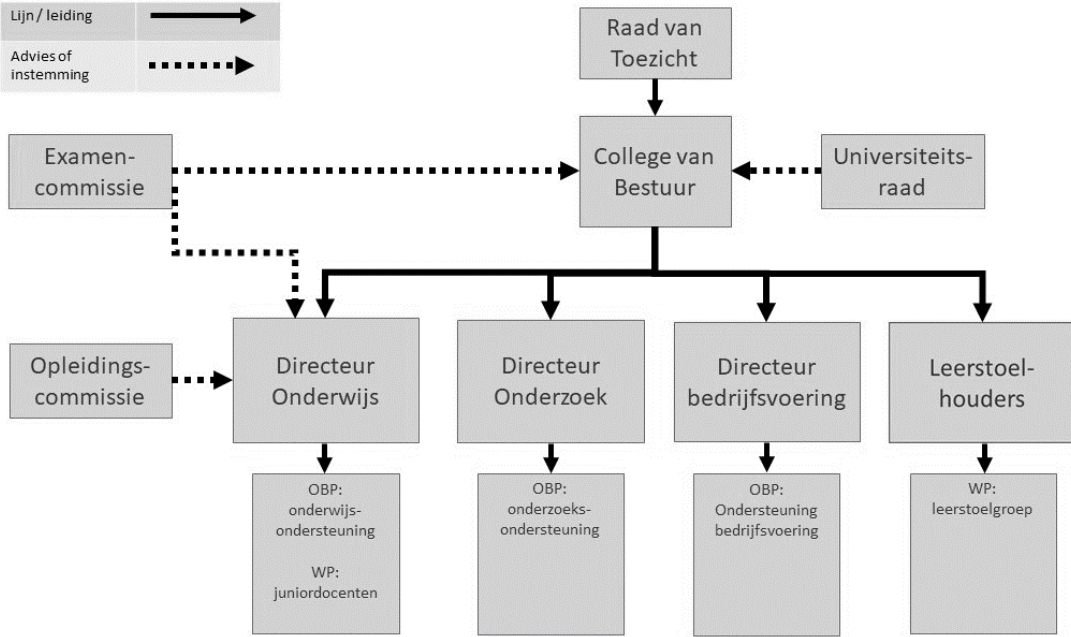 Lijn / leiding
Advies of
instemming
Raad van
Toezicht
Examen-
commissie
College van
Bestuur
Universiteits-
raad
Opleidings-
commissie
Directeur
Onderwijs
Directeur
Onderzoek
Directeur
bedrijfsvoering
Leerstoel-
houders
OBP:
onderwijs-
ondersteuning
WP:
juniordocenten
OBP:
onderzoeks-
ondersteuning
OBP:
Ondersteuning
bedrijfsvoering
WP:
leerstoelgroep